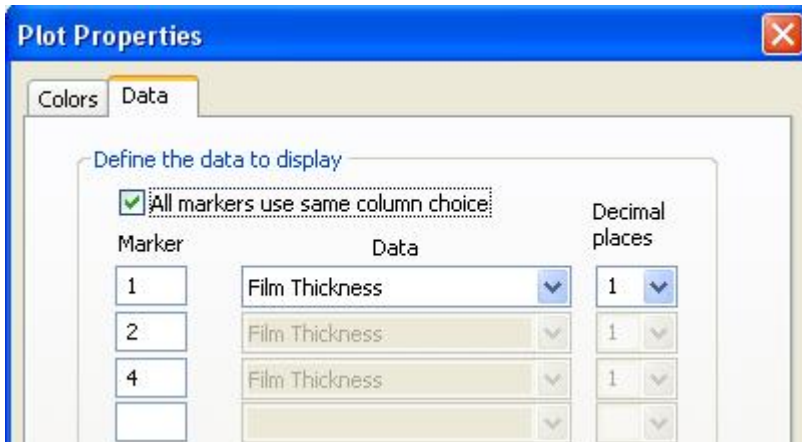 Plot Properties
Colors Data
Define the data to display
All markers use same column choice
Decimal
places
Marker Data
1 Film Thickness 1
2 Film Thickness 1
4 Film Thickness 1